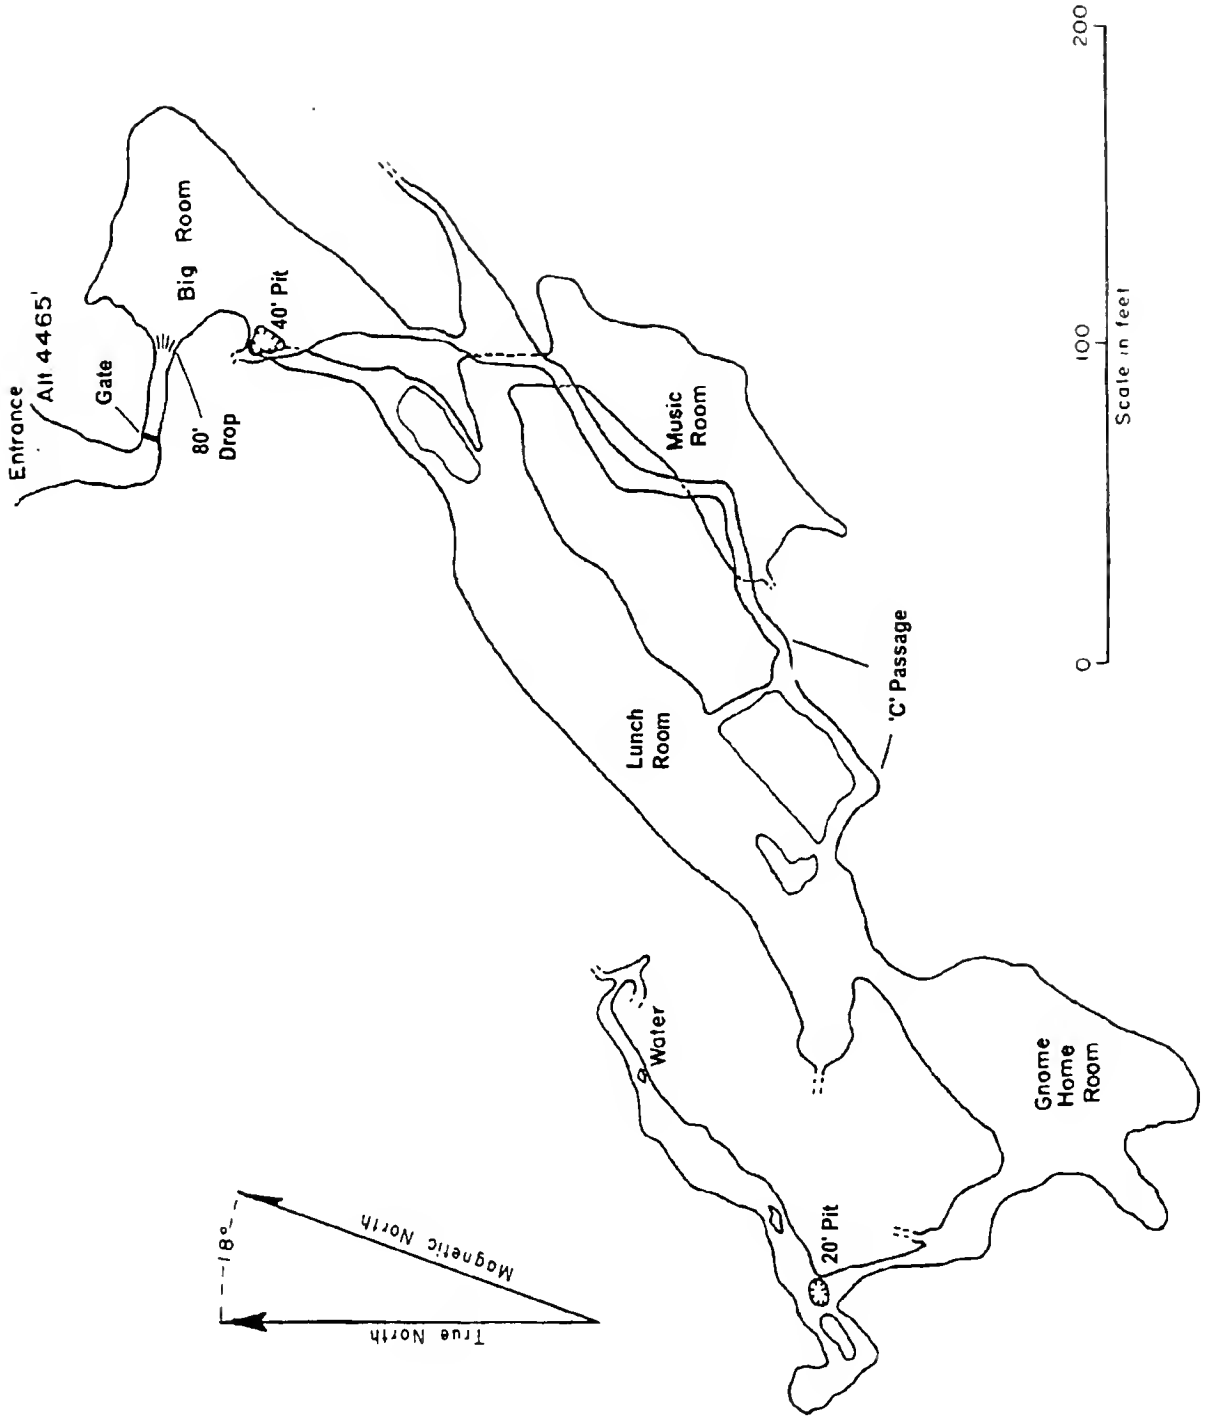 Entrance
Alt 4465'
Gate
80'
Drop
Big Room
40' Pit
Music
Room
Lunch
Room
'C' Passage
Water
20' Pit
Gnome
Home
Room
18°
Magnetic North
True North
0 100 200
Scale in feet